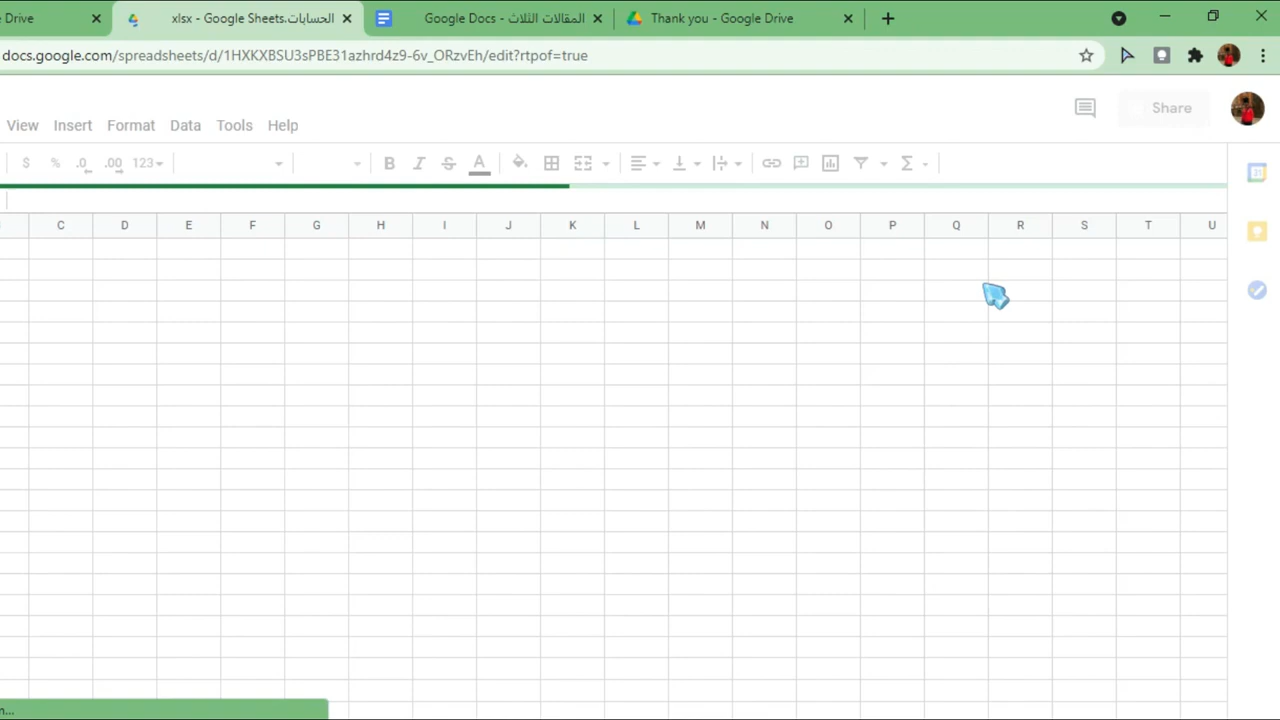 e Drive
الحسابات.xlsx - Google Sheets
المقالات الثلاث - Google Docs
Thank you - Google Drive
docs.google.com/spreadsheets/d/1HXKXBSU3sPBE31azhrd4z9-6v_ORzvEh/edit?rtpof=true
Share
View Insert Format Data Tools Help
$ % .0 .00 123 B I S A
C D E F G H I J K L M N O P Q R S T U
n...